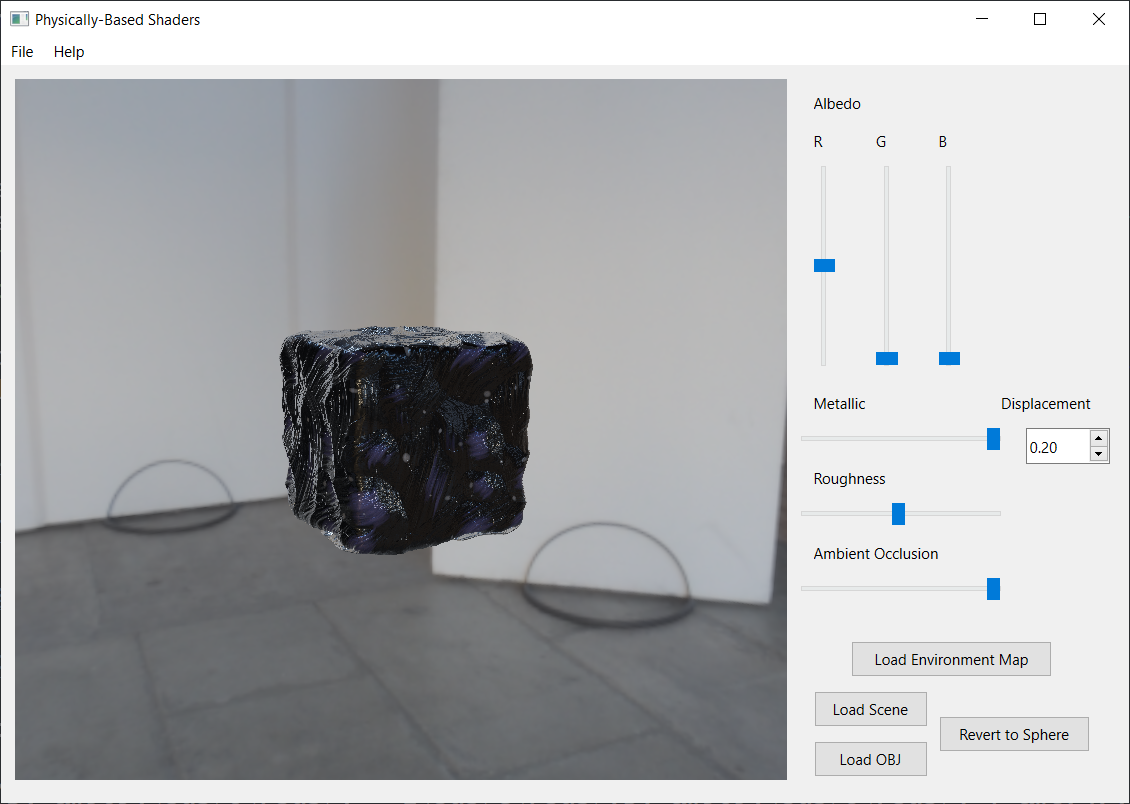 Physically-Based Shaders
File Help
Albedo
R G B
Metallic Displacement
0.20
Roughness
Ambient Occlusion
Load Environment Map
Load Scene
Revert to Sphere
Load OBJ